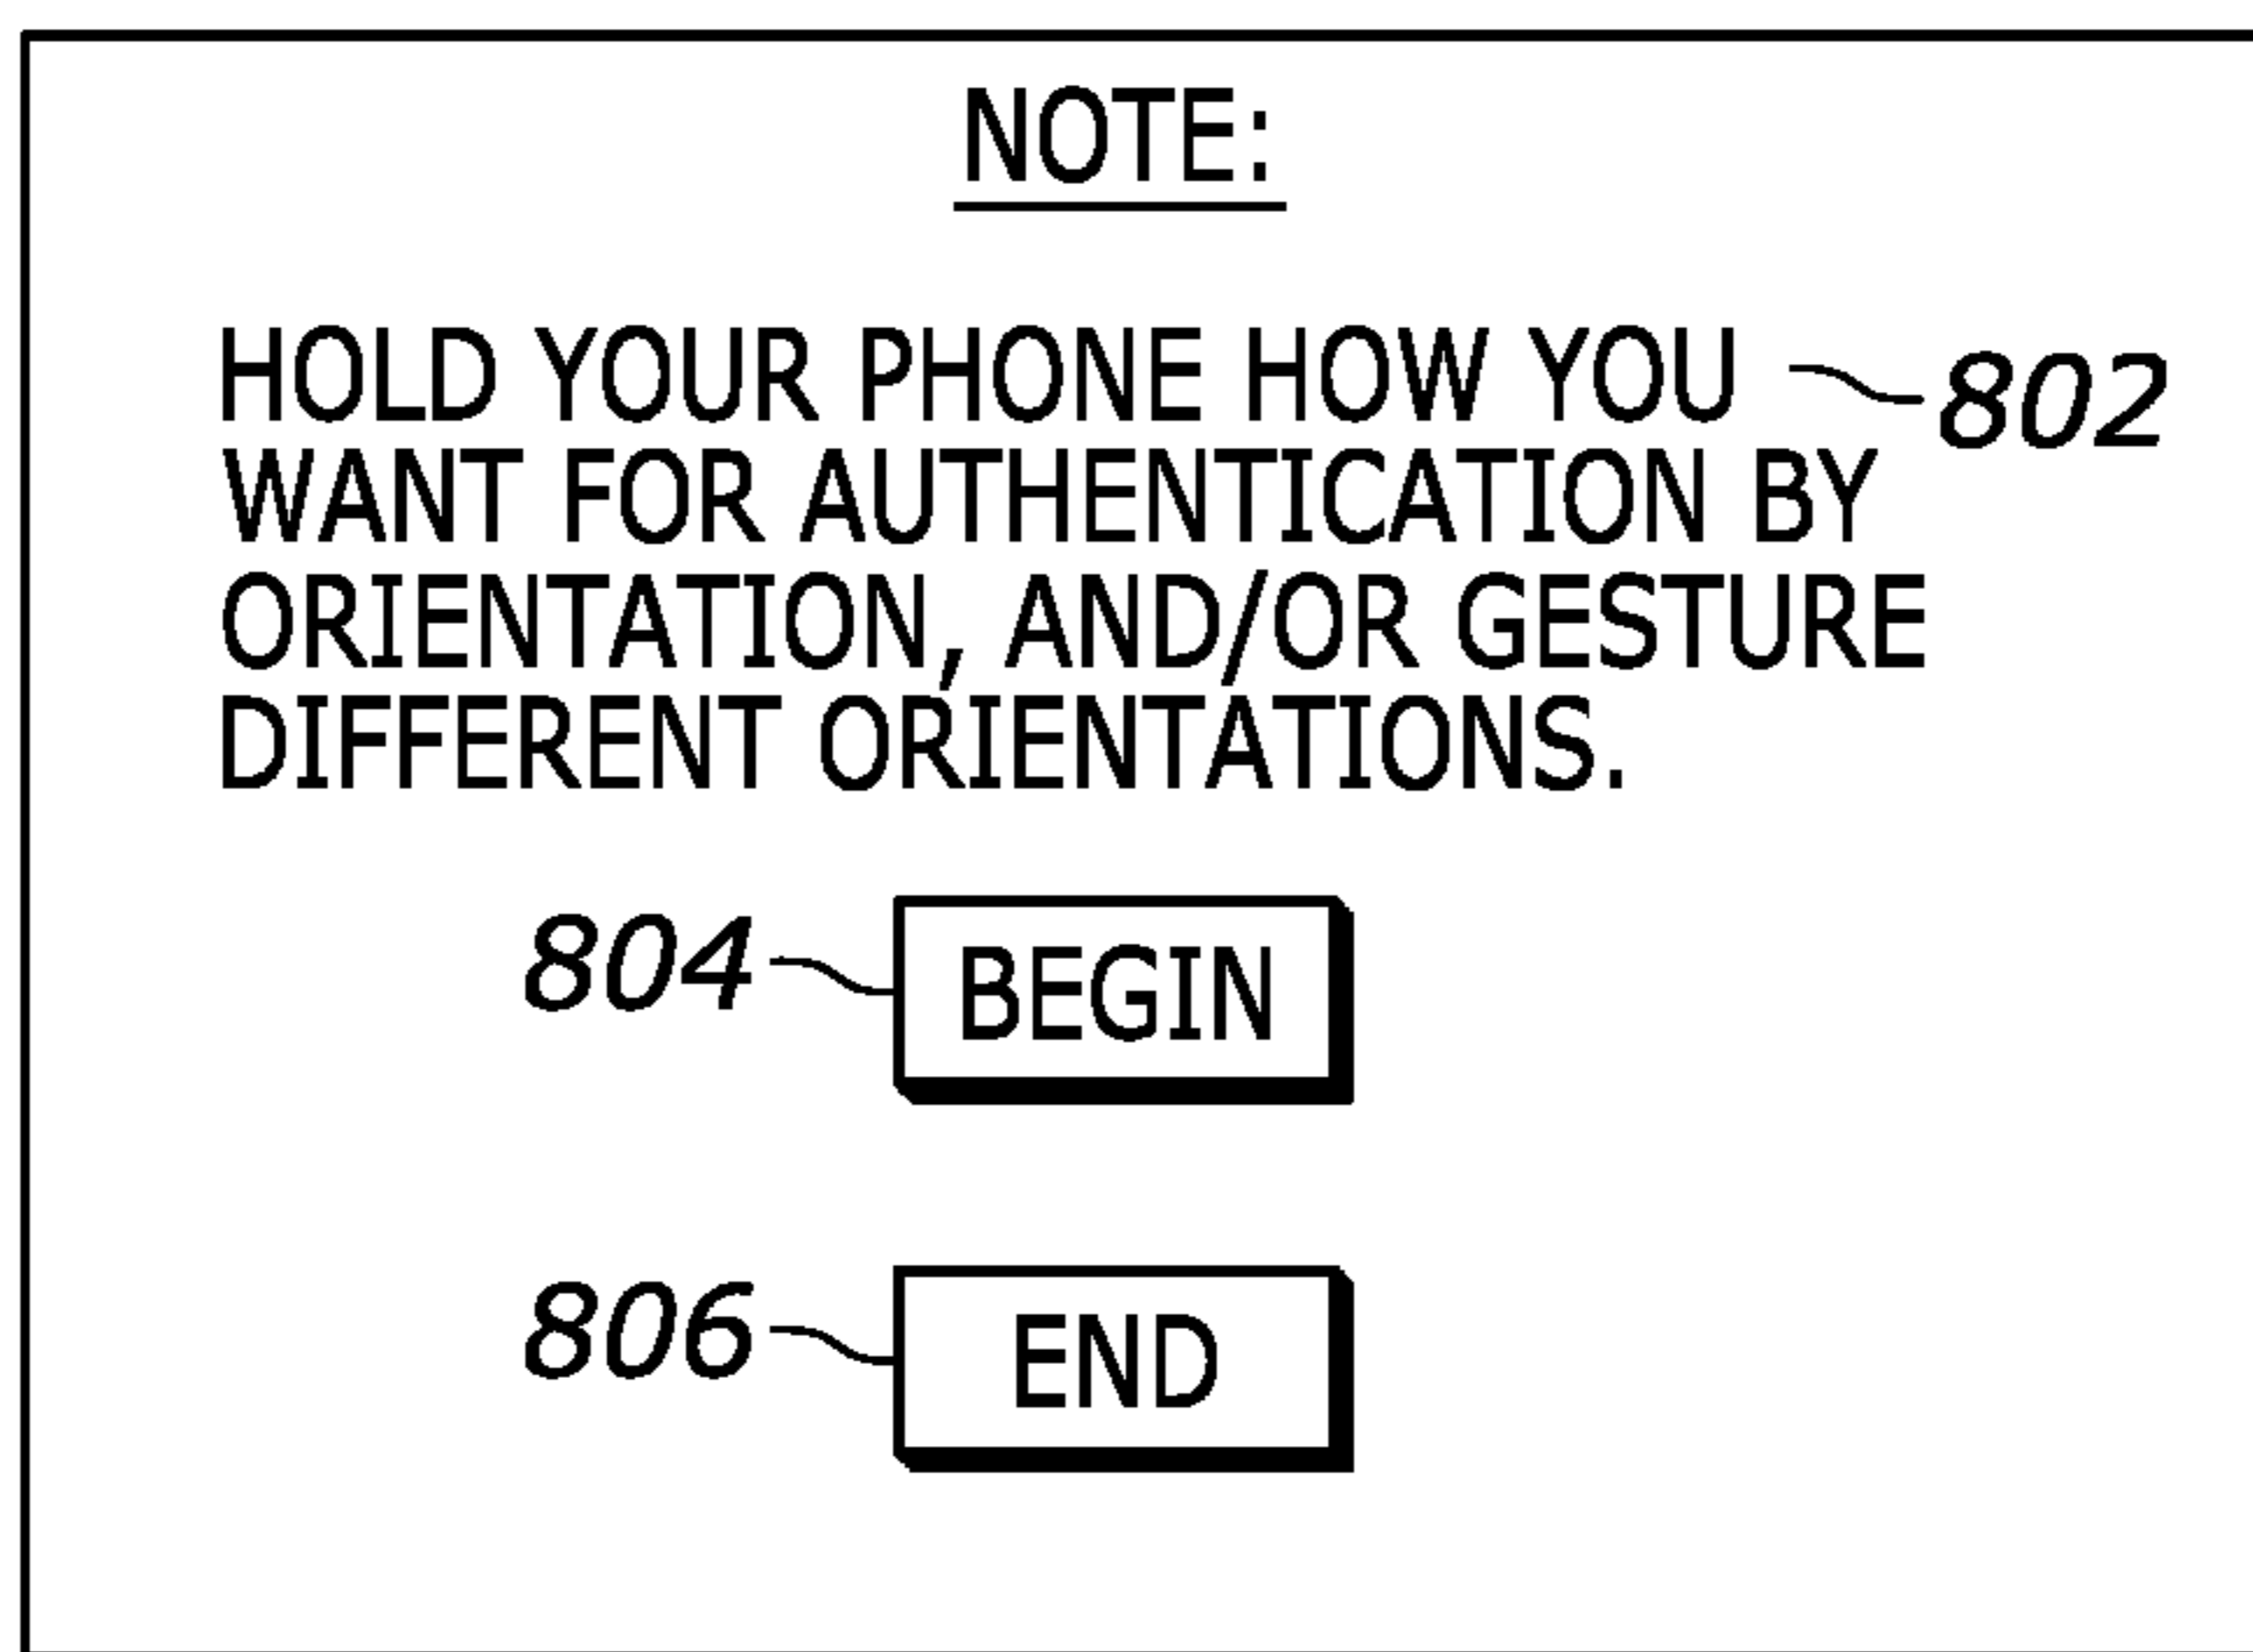 NOTE:
HOLD YOUR PHONE HOW YOU 802
WANT FOR AUTHENTICATION BY
ORIENTATION, AND/OR GESTURE
DIFFERENT ORIENTATIONS.
804 BEGIN
806 END